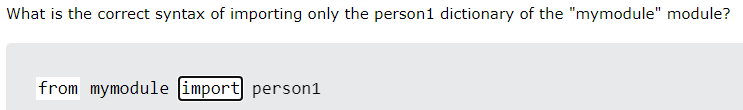 What is the correct syntax of importing only the person1 dictionary of the "mymodule" module?
from mymodule import person1